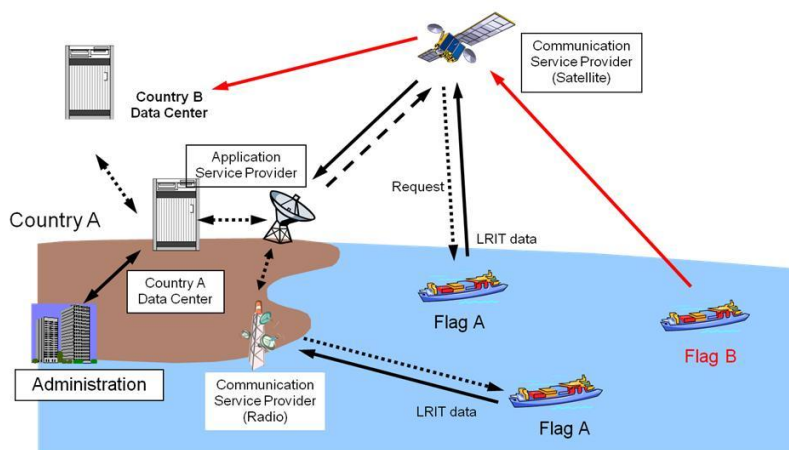 Communication
Service Provider
(Satellite)
Country B
Data Center
Application
Service Provider
Request
Country A
LRIT data
Country A
Data Center
Flag A
Flag B
Administration
Communication
Service Provider
(Radio)
LRIT data
Flag A